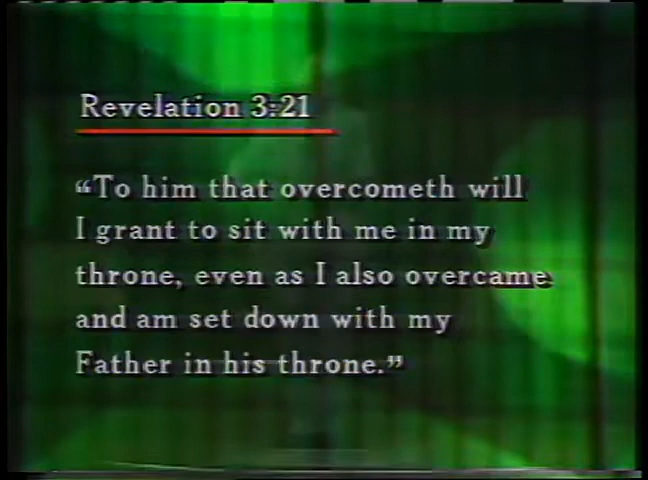 Revelation 3:21
“To him that overcometh will
I grant to sit with me in my
throne, even as I also overcame
and am set down with my
Father in his throne.”